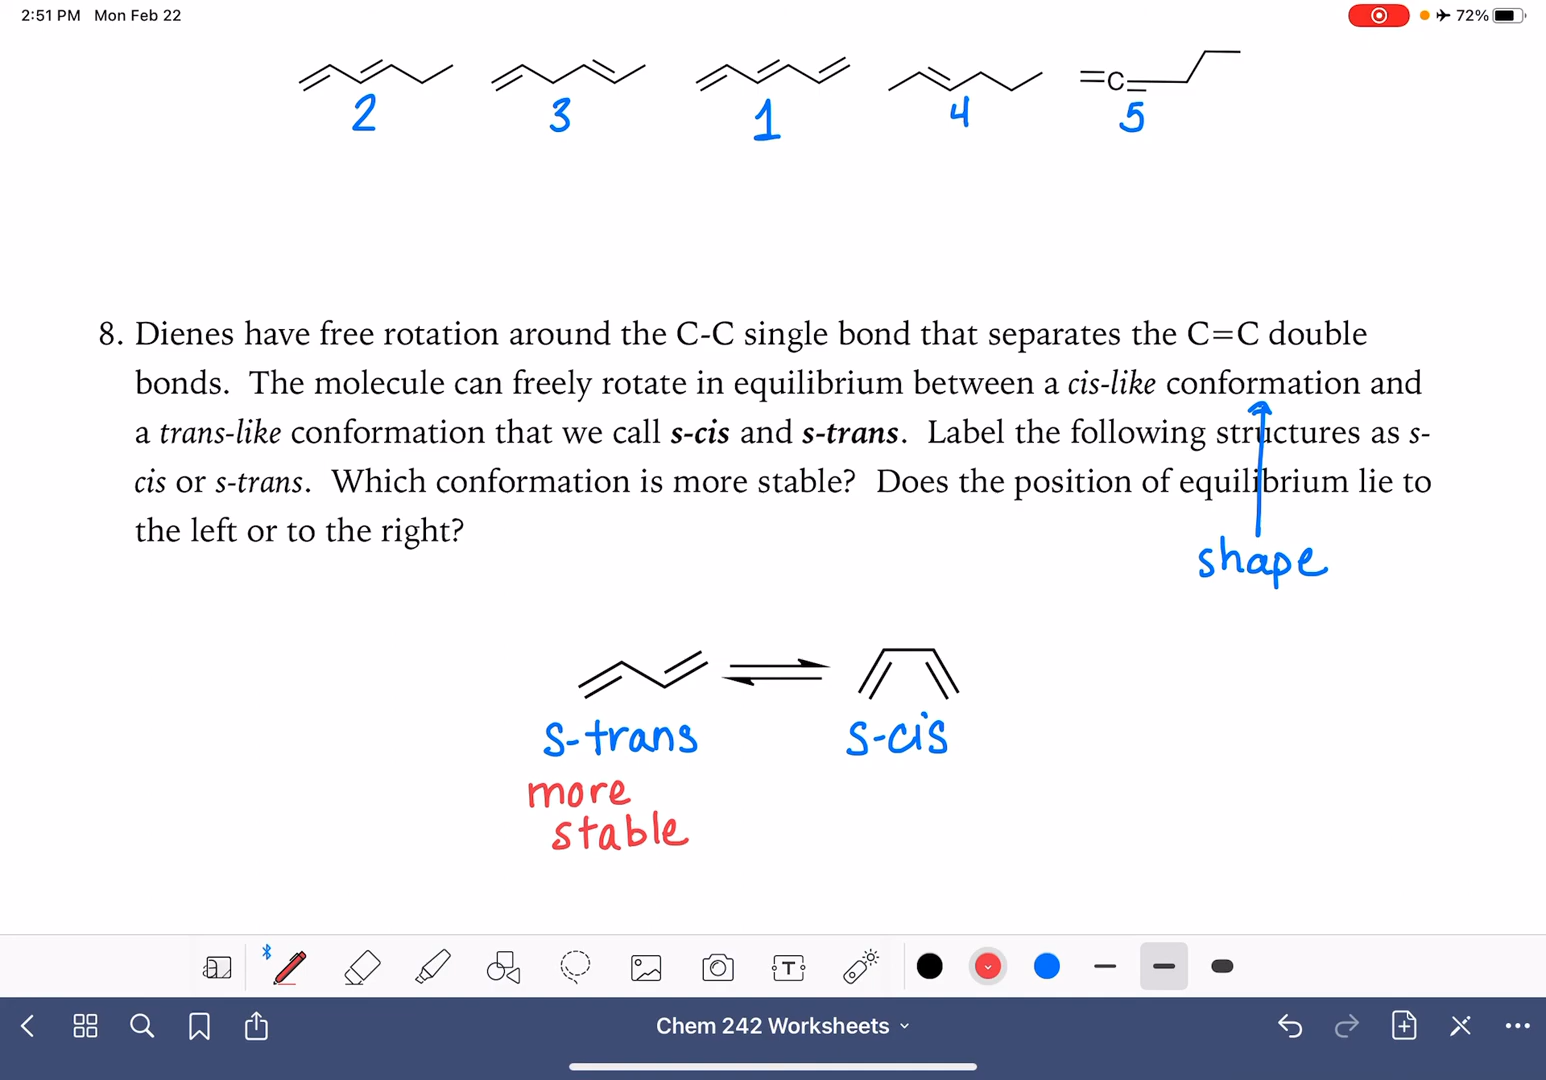 2:51 PM Mon Feb 22
72%
C
2 3 1 4 5
8. Dienes have free rotation around the C-C single bond that separates the C=C double
bonds. The molecule can freely rotate in equilibrium between a cis-like conformation and
a trans-like conformation that we call s-cis and s-trans. Label the following structures as s-
cis or s-trans. Which conformation is more stable? Does the position of equilibrium lie to
the left or to the right?
shape
s-trans s-cis
more
stable
a
T
Chem 242 Worksheets